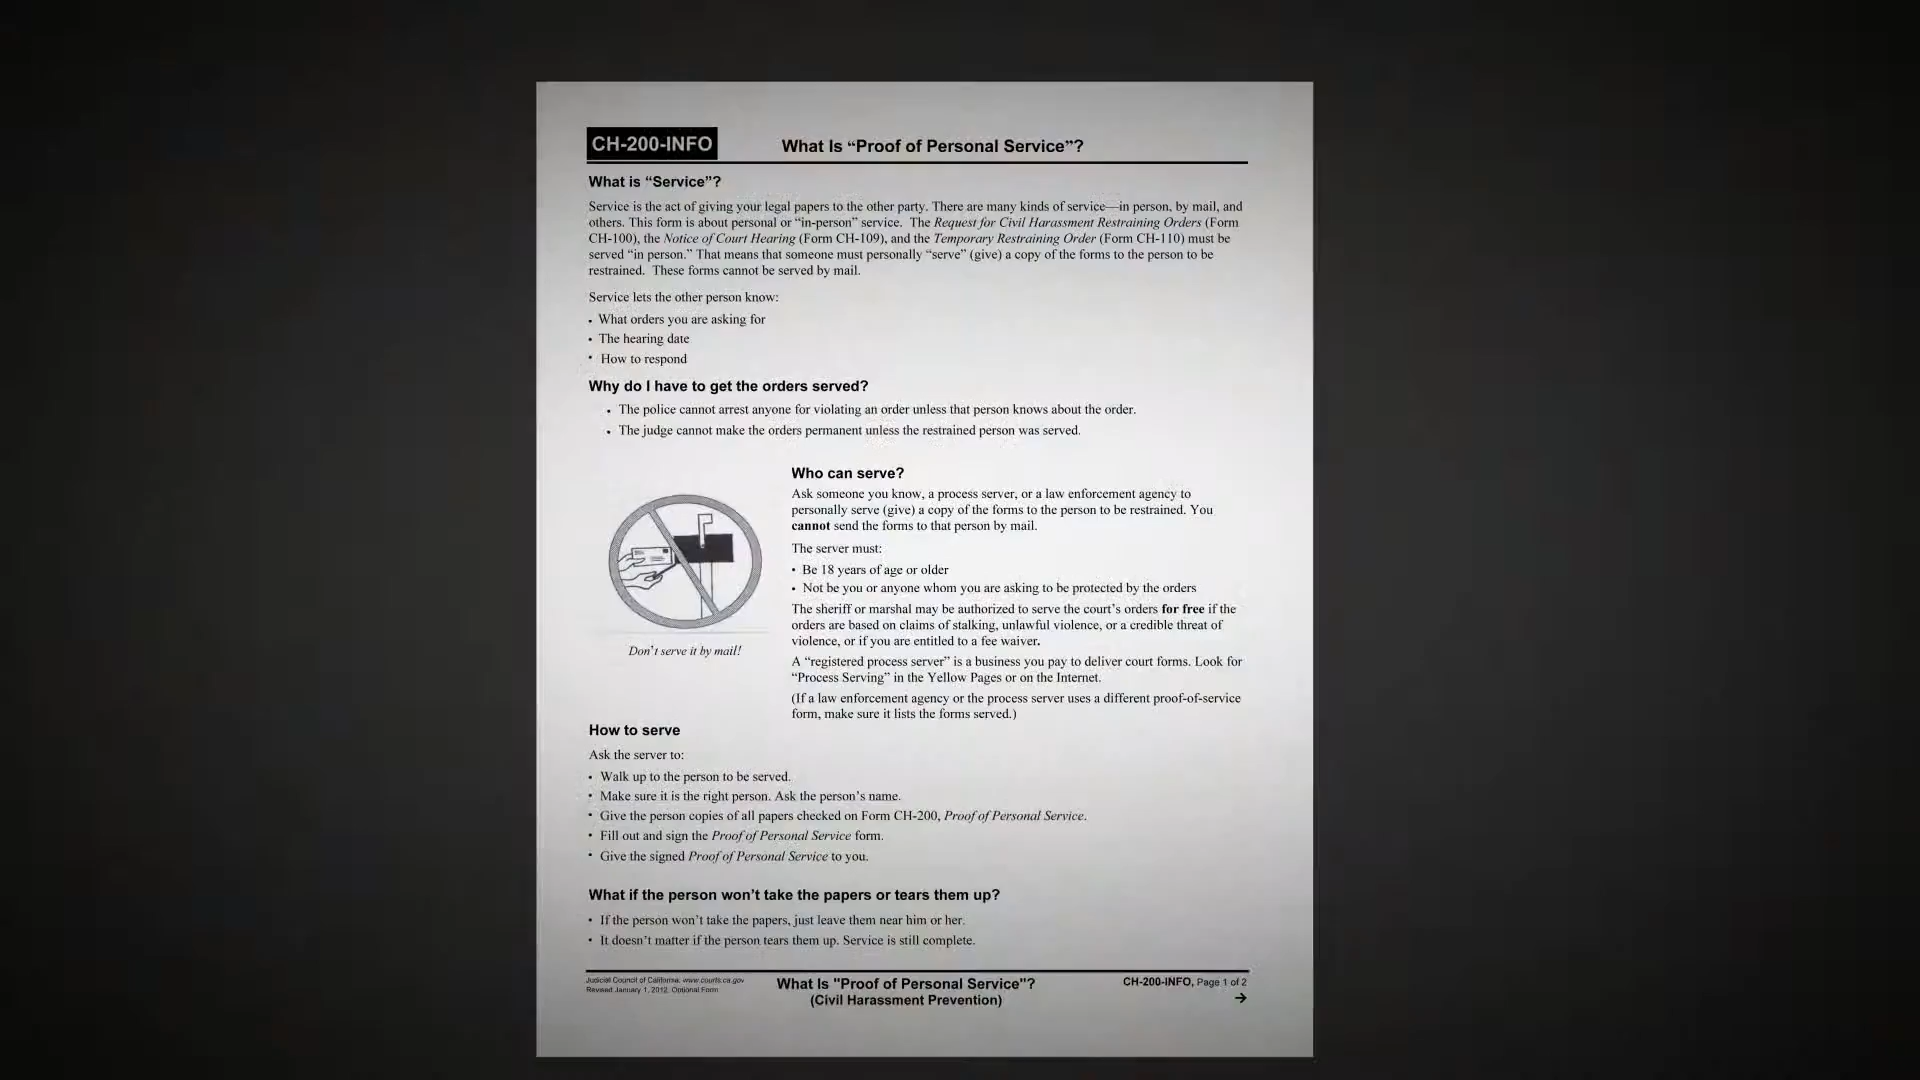 CH-200-INFO
What Is “Proof of Personal Service”?
What is “Service”?
Service is the act of giving your legal papers to the other party. There are many kinds of service—in person, by mail, and
others. This form is about personal or “in-person” service. The Request for Civil Harassment Restraining Orders (Form
CH-100), the Notice of Court Hearing (Form CH-109), and the Temporary Restraining Order (Form CH-110) must be
served “in person.” That means that someone must personally “serve” (give) a copy of the forms to the person to be
restrained. These forms cannot be served by mail.
Service lets the other person know:
• What orders you are asking for
• The hearing date
• How to respond
Why do I have to get the orders served?
• The police cannot arrest anyone for violating an order unless that person knows about the order.
• The judge cannot make the orders permanent unless the restrained person was served.
Don’t serve it by mail!
Who can serve?
Ask someone you know, a process server, or a law enforcement agency to
personally serve (give) a copy of the forms to the person to be restrained. You
cannot send the forms to that person by mail.
The server must:
• Be 18 years of age or older
• Not be you or anyone whom you are asking to be protected by the orders
The sheriff or marshal may be authorized to serve the court’s orders for free if the
orders are based on claims of stalking, unlawful violence, or a credible threat of
violence, or if you are entitled to a fee waiver.
A “registered process server” is a business you pay to deliver court forms. Look for
“Process Serving” in the Yellow Pages or on the Internet.
(If a law enforcement agency or the process server uses a different proof-of-service
form, make sure it lists the forms served.)
How to serve
Ask the server to:
• Walk up to the person to be served.
• Make sure it is the right person. Ask the person’s name.
• Give the person copies of all papers checked on Form CH-200, Proof of Personal Service.
• Fill out and sign the Proof of Personal Service form.
• Give the signed Proof of Personal Service to you.
What if the person won’t take the papers or tears them up?
• If the person won’t take the papers, just leave them near him or her.
• It doesn’t matter if the person tears them up. Service is still complete.
Judicial Council of California, www.courts.ca.gov
Revised January 1, 2012, Optional Form
What Is "Proof of Personal Service"?
(Civil Harassment Prevention)
CH-200-INFO, Page 1 of 2
→